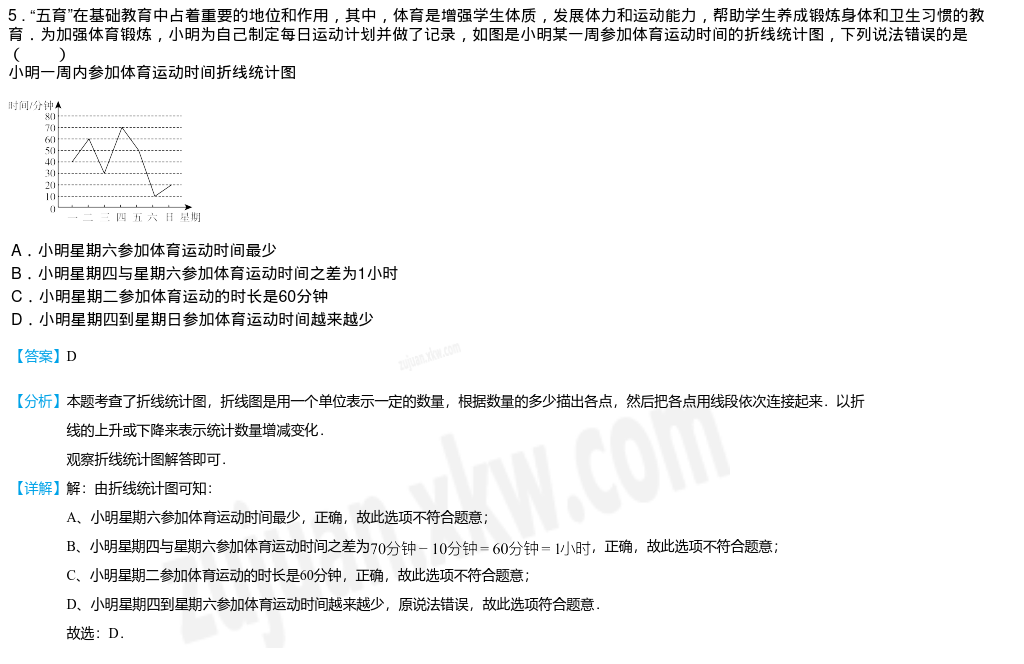 5．“五育”在基础教育中占着重要的地位和作用，其中，体育是增强学生体质，发展体力和运动能力，帮助学生养成锻炼身体和卫生习惯的教
育．为加强体育锻炼，小明为自己制定每日运动计划并做了记录，如图是小明某一周参加体育运动时间的折线统计图，下列说法错误的是
（　　）
小明一周内参加体育运动时间折线统计图
时间/分钟
80
70
60
50
40
30
20
10
0
一 二 三 四 五 六 日 星期
A．小明星期六参加体育运动时间最少
B．小明星期四与星期六参加体育运动时间之差为1小时
C．小明星期二参加体育运动的时长是60分钟
D．小明星期四到星期日参加体育运动时间越来越少
【答案】D
【分析】本题考查了折线统计图，折线图是用一个单位表示一定的数量，根据数量的多少描出各点，然后把各点用线段依次连接起来．以折
线的上升或下降来表示统计数量增减变化．
观察折线统计图解答即可．
【详解】解：由折线统计图可知：
A、小明星期六参加体育运动时间最少，正确，故此选项不符合题意；
B、小明星期四与星期六参加体育运动时间之差为70分钟－10分钟＝60分钟＝1小时，正确，故此选项不符合题意；
C、小明星期二参加体育运动的时长是60分钟，正确，故此选项不符合题意；
D、小明星期四到星期六参加体育运动时间越来越少，原说法错误，故此选项符合题意．
故选：D．
zujuan.xkw.com
zujuan.xkw.com